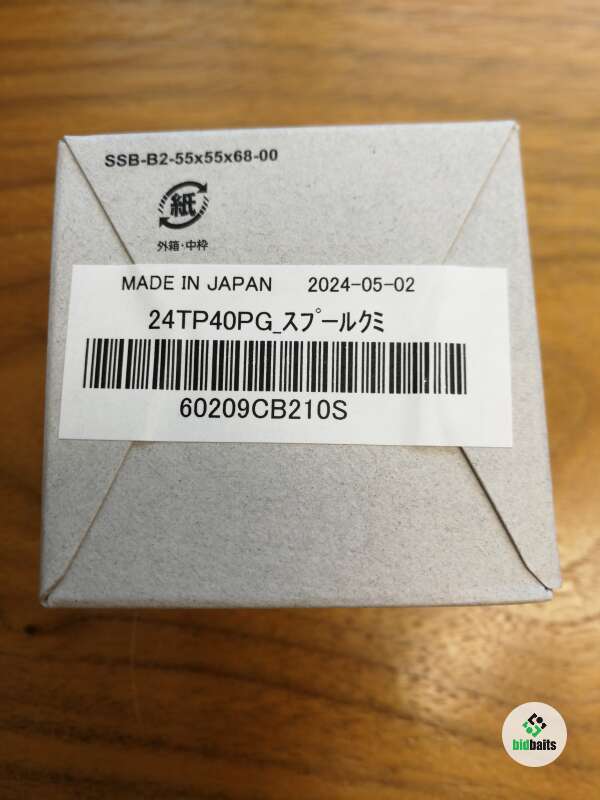 SSB-B2-55x55x68-00
紙
外箱・中枠
MADE IN JAPAN 2024-05-02
24TP40PG_ｽﾌﾟｰﾙｸﾐ
60209CB210S
bidbaits